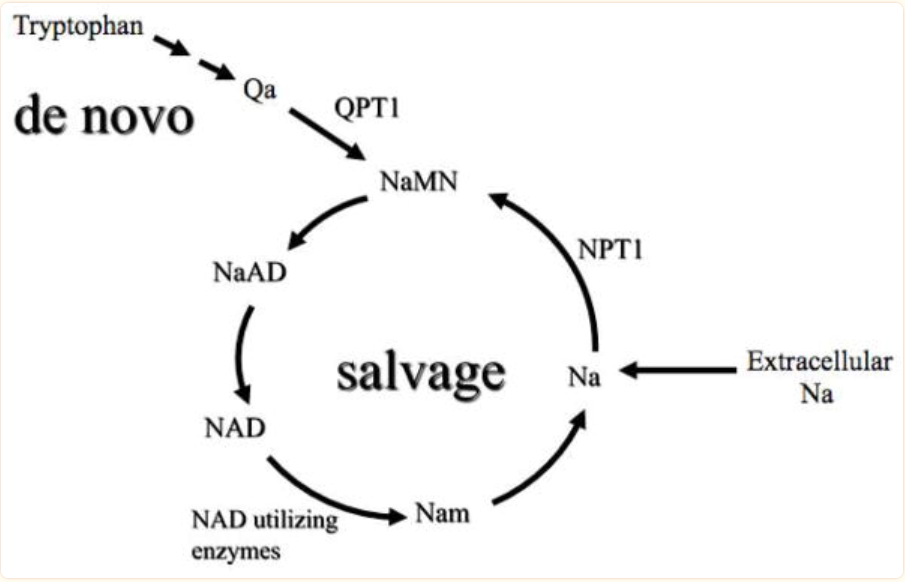 Tryptophan
Qa
QPT1
de novo
NaMN
NPT1
NaAD
salvage
Na
Extracellular
Na
NAD
Nam
NAD utilizing
enzymes